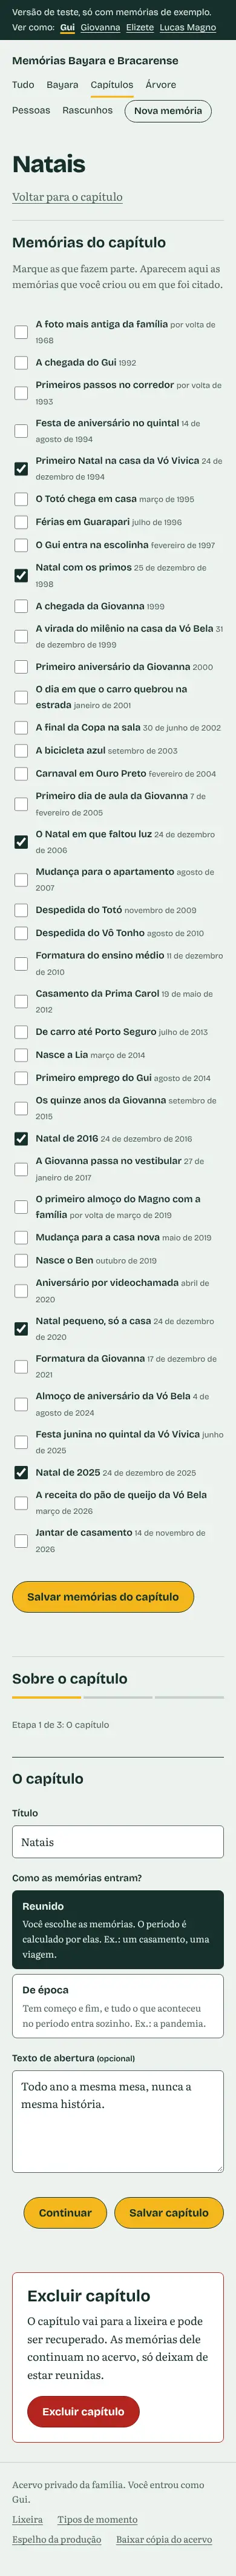 Versão de teste, só com memórias de exemplo.
Ver como: Gui Giovanna Elizete Lucas Magno
Memórias Bayara e Bracarense
Tudo Bayara Capítulos Árvore
Pessoas Rascunhos Nova memória
Natais
Voltar para o capítulo
Memórias do capítulo
Marque as que fazem parte. Aparecem aqui as
memórias que você criou ou em que foi citado.
A foto mais antiga da família por volta de
1968
A chegada do Gui 1992
Primeiros passos no corredor por volta de
1993
Festa de aniversário no quintal 14 de
agosto de 1994
Primeiro Natal na casa da Vó Vivica 24 de
dezembro de 1994
O Totó chega em casa março de 1995
Férias em Guarapari julho de 1996
O Gui entra na escolinha fevereiro de 1997
Natal com os primos 25 de dezembro de
1998
A chegada da Giovanna 1999
A virada do milênio na casa da Vó Bela 31
de dezembro de 1999
Primeiro aniversário da Giovanna 2000
O dia em que o carro quebrou na
estrada janeiro de 2001
A final da Copa na sala 30 de junho de 2002
A bicicleta azul setembro de 2003
Carnaval em Ouro Preto fevereiro de 2004
Primeiro dia de aula da Giovanna 7 de
fevereiro de 2005
O Natal em que faltou luz 24 de dezembro
de 2006
Mudança para o apartamento agosto de
2007
Despedida do Totó novembro de 2009
Despedida do Vô Tonho agosto de 2010
Formatura do ensino médio 11 de dezembro
de 2010
Casamento da Prima Carol 19 de maio de
2012
De carro até Porto Seguro julho de 2013
Nasce a Lia março de 2014
Primeiro emprego do Gui agosto de 2014
Os quinze anos da Giovanna setembro de
2015
Natal de 2016 24 de dezembro de 2016
A Giovanna passa no vestibular 27 de
janeiro de 2017
O primeiro almoço do Magno com a
família por volta de março de 2019
Mudança para a casa nova maio de 2019
Nasce o Ben outubro de 2019
Aniversário por videochamada abril de
2020
Natal pequeno, só a casa 24 de dezembro
de 2020
Formatura da Giovanna 17 de dezembro de
2021
Almoço de aniversário da Vó Bela 4 de
agosto de 2024
Festa junina no quintal da Vó Vivica junho
de 2025
Natal de 2025 24 de dezembro de 2025
A receita do pão de queijo da Vó Bela
março de 2026
Jantar de casamento 14 de novembro de
2026
Salvar memórias do capítulo
Sobre o capítulo
Etapa 1 de 3: O capítulo
O capítulo
Título
Natais
Como as memórias entram?
Reunido
Você escolhe as memórias. O período é
calculado por elas. Ex.: um casamento, uma
viagem.
De época
Tem começo e fim, e tudo o que aconteceu
no período entra sozinho. Ex.: a pandemia.
Texto de abertura (opcional)
Todo ano a mesma mesa, nunca a
mesma história.
Continuar Salvar capítulo
Excluir capítulo
O capítulo vai para a lixeira e pode
ser recuperado. As memórias dele
continuam no acervo, só deixam de
estar reunidas.
Excluir capítulo
Acervo privado da família. Você entrou como
Gui.
Lixeira Tipos de momento
Espelho da produção Baixar cópia do acervo